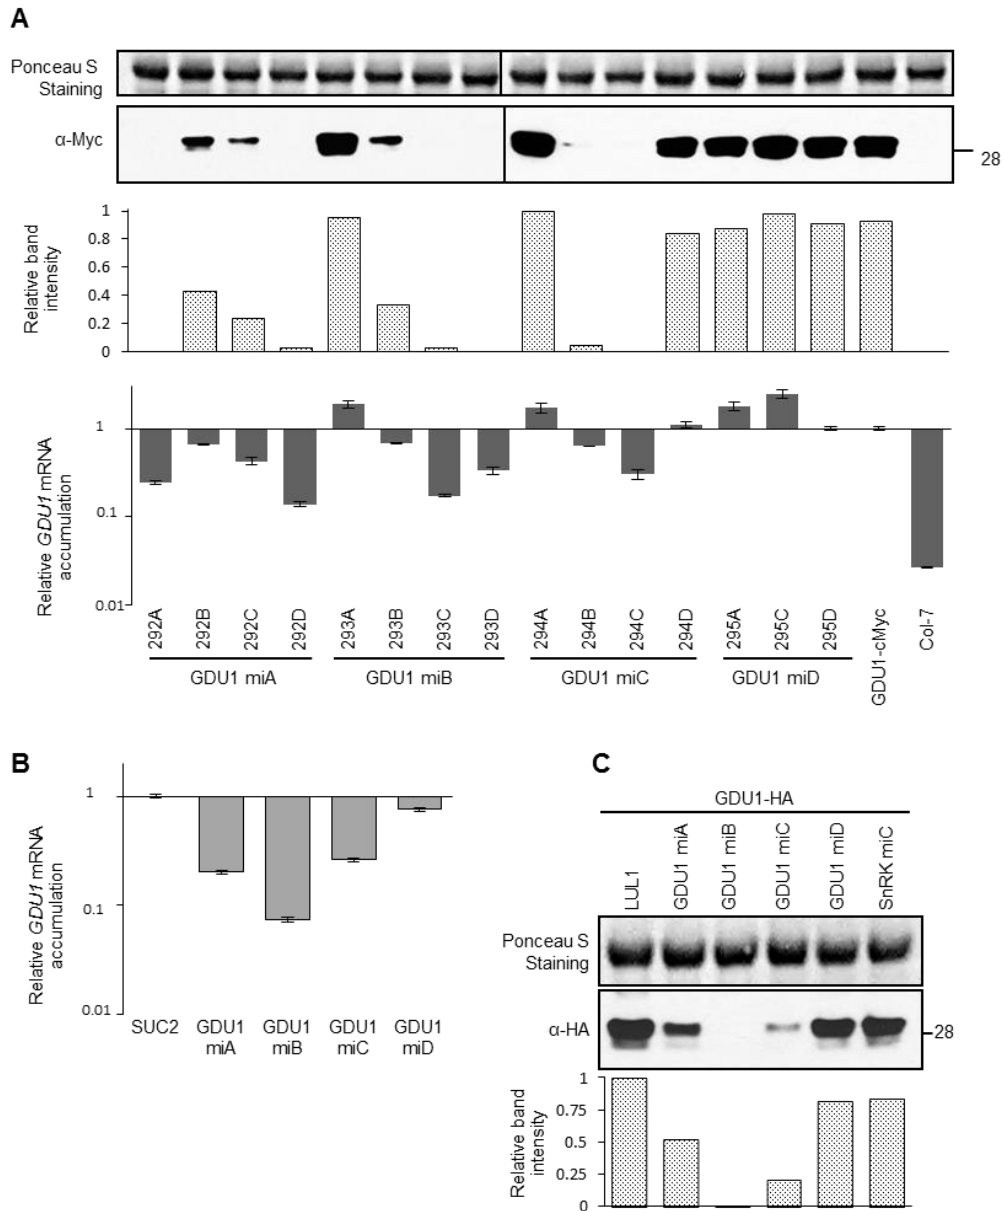 A
Ponceau S
Staining
α-Myc
28
Relative band
intensity
1
0.8
0.6
0.4
0.2
0
Relative GDU1 mRNA
accumulation
1
0.1
0.01
292A
292B
292C
292D
293A
293B
293C
293D
294A
294B
294C
294D
295A
295C
295D
GDU1-cMyc
Col-7
GDU1 miA
GDU1 miB
GDU1 miC
GDU1 miD
B
Relative GDU1 mRNA
accumulation
1
0.1
0.01
SUC2
GDU1
miA
GDU1
miB
GDU1
miC
GDU1
miD
C
GDU1-HA
LUL1
GDU1 miA
GDU1 miB
GDU1 miC
GDU1 miD
SnRK miC
Ponceau S
Staining
α-HA
28
Relative band
intensity
1
0.75
0.5
0.25
0